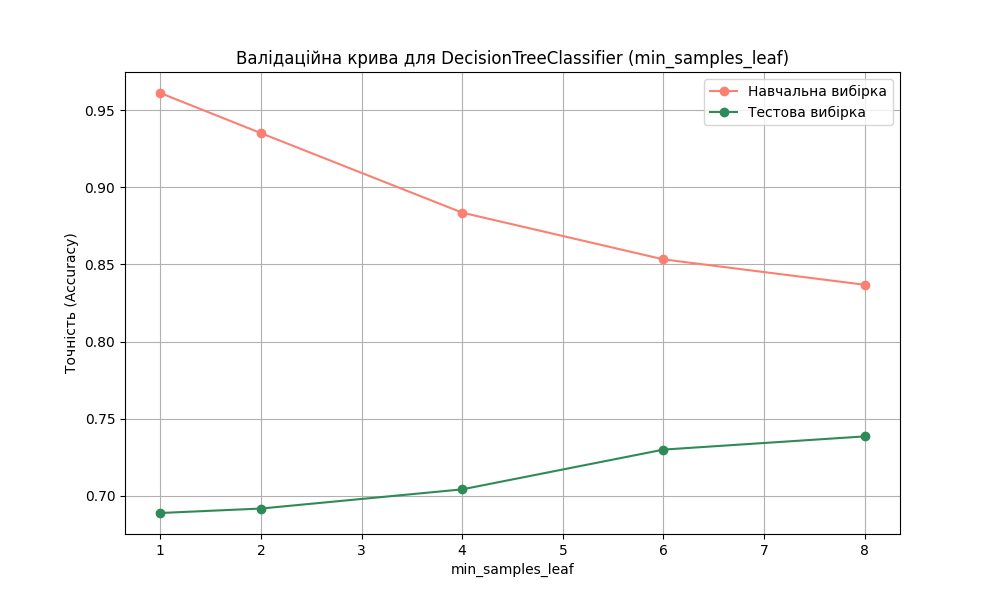 Валідаційна крива для DecisionTreeClassifier (min_samples_leaf)
Навчальна вибірка
Тестова вибірка
Точність (Accuracy)
0.95
0.90
0.85
0.80
0.75
0.70
1 2 3 4 5 6 7 8
min_samples_leaf